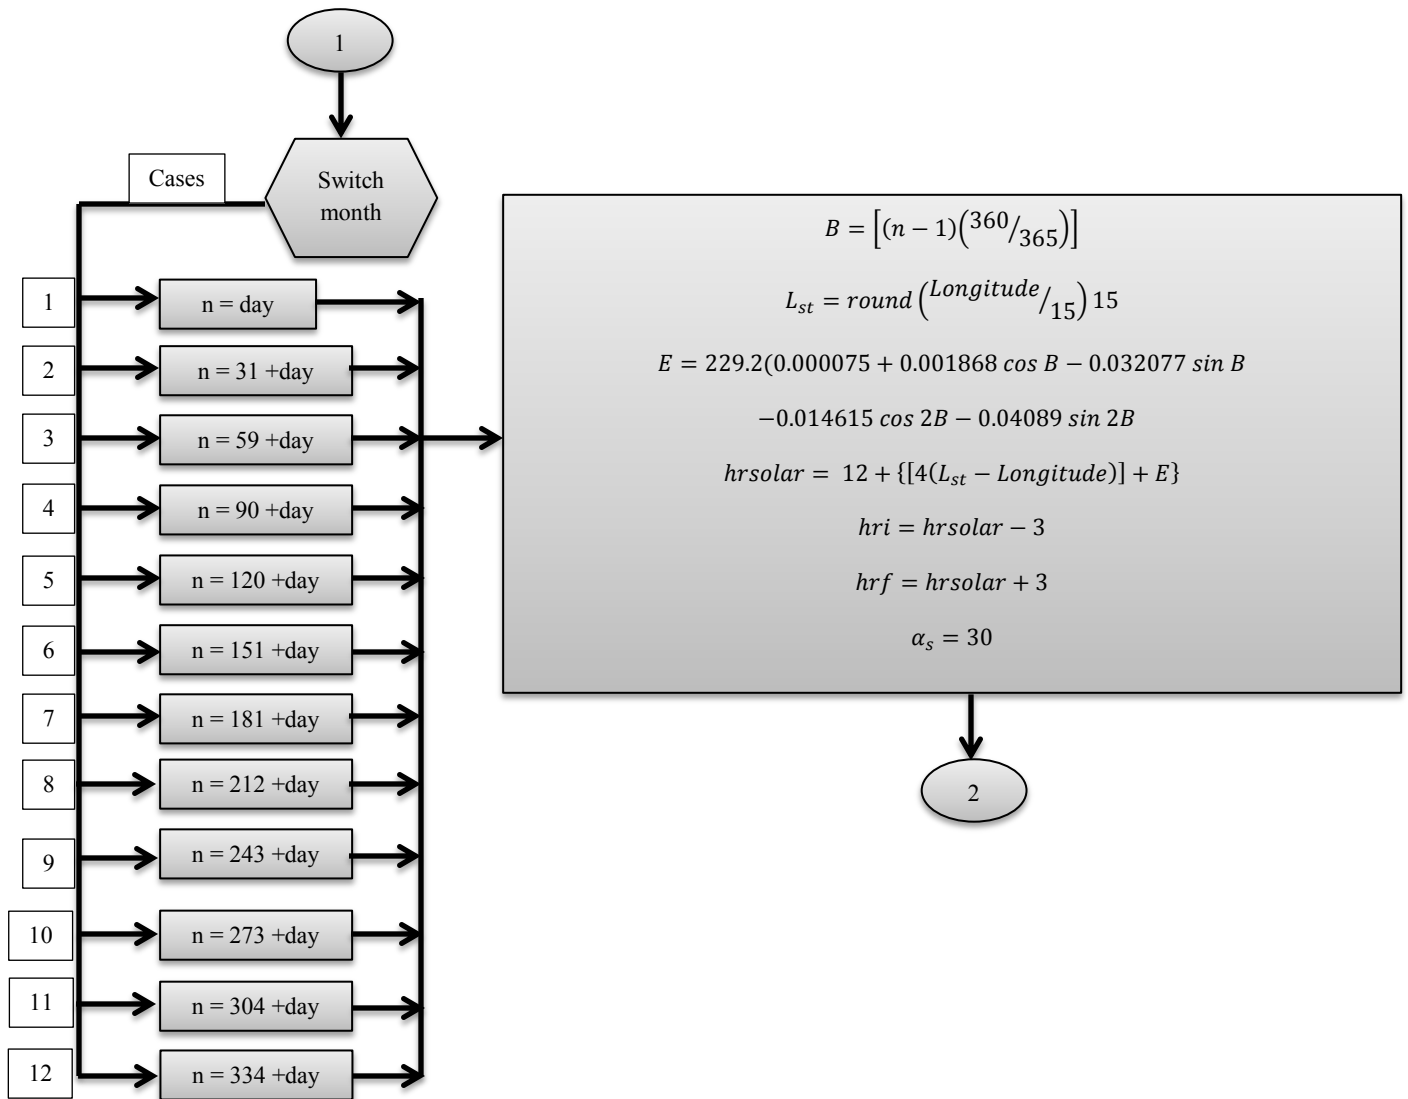 1
Cases
Switch
month
1
n = day
2
n = 31 +day
3
n = 59 +day
4
n = 90 +day
5
n = 120 +day
6
n = 151 +day
7
n = 181 +day
8
n = 212 +day
9
n = 243 +day
10
n = 273 +day
11
n = 304 +day
12
n = 334 +day
B = [(n − 1)(360/365)]
L_st = round (Longitude/15) 15
E = 229.2(0.000075 + 0.001868 cos B − 0.032077 sin B
−0.014615 cos 2B − 0.04089 sin 2B
hrsolar = 12 + {[4(L_st − Longitude)] + E}
hri = hrsolar − 3
hrf = hrsolar + 3
α_s = 30
2